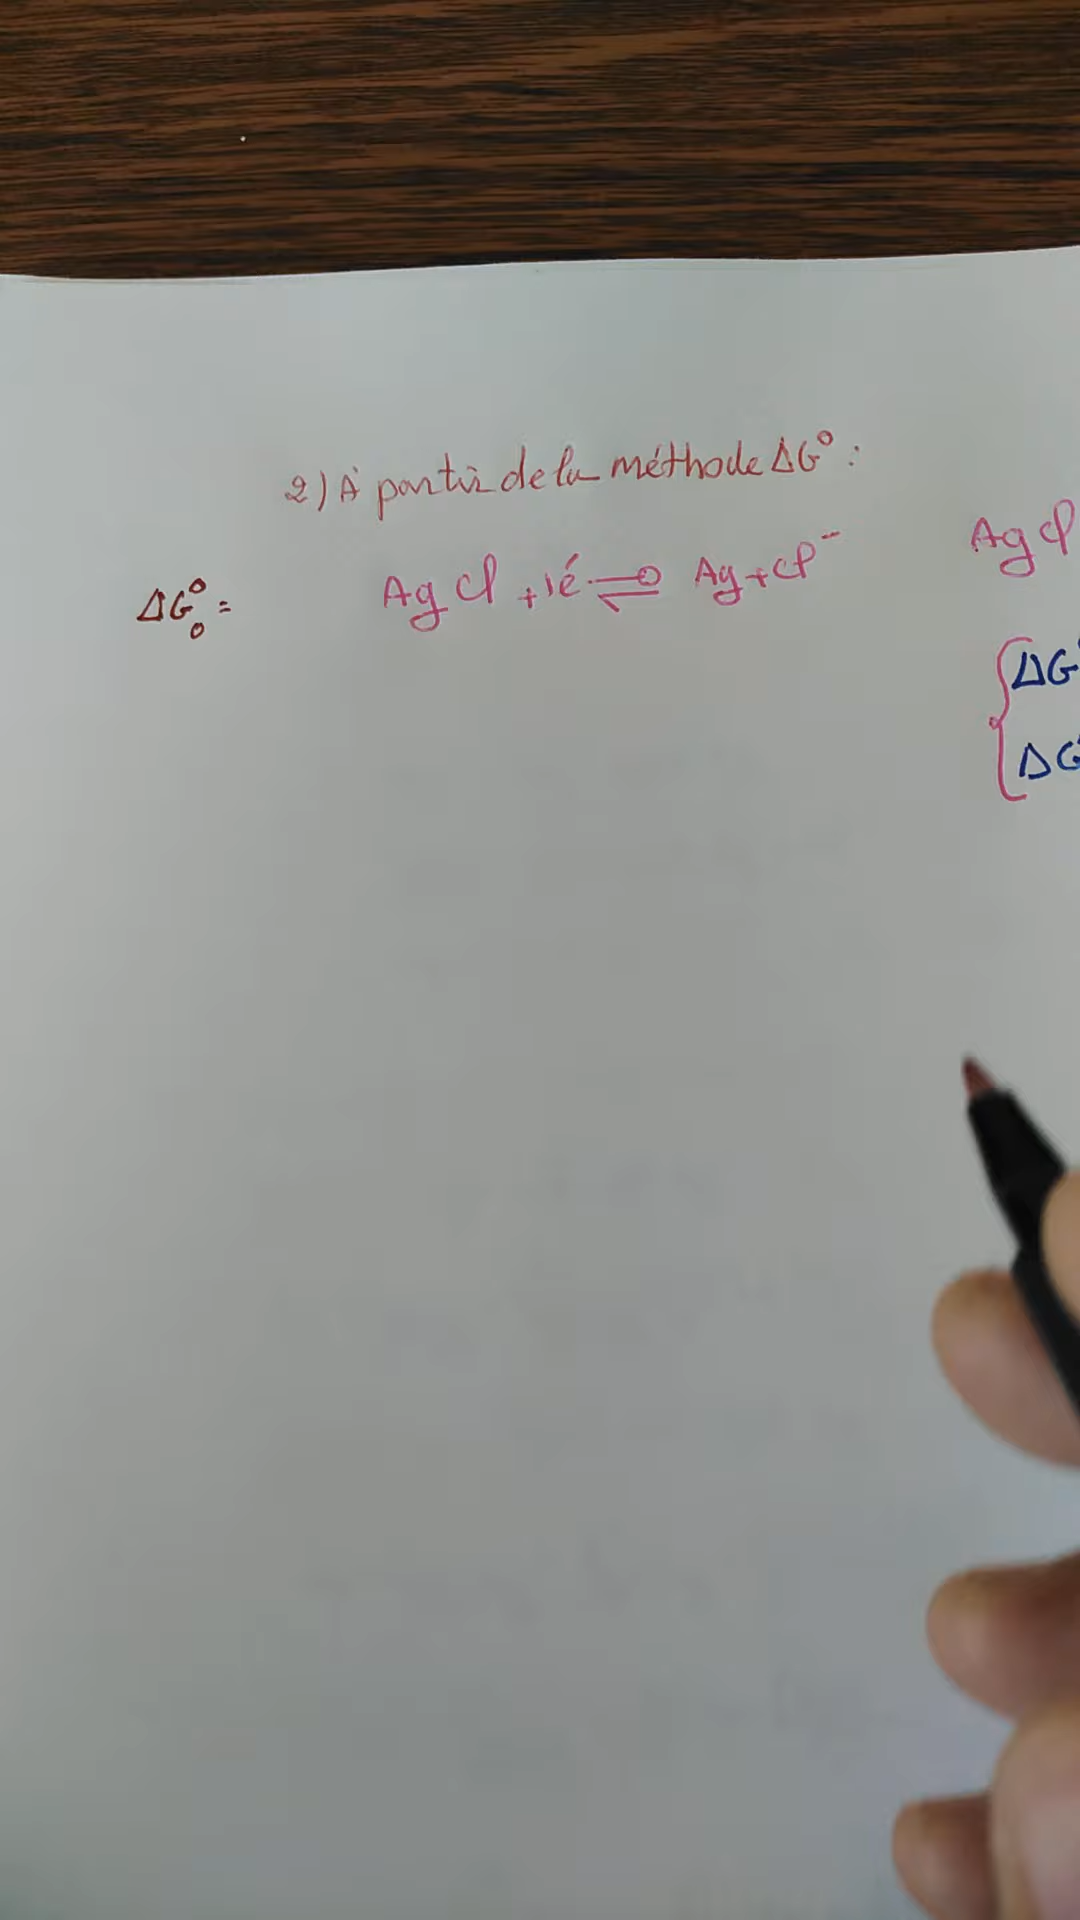 2) A partir de la méthode ΔG° :
AgCl + 1é ⇌ Ag + Cl⁻
AgCl
ΔG°₀ =
ΔG°
ΔG